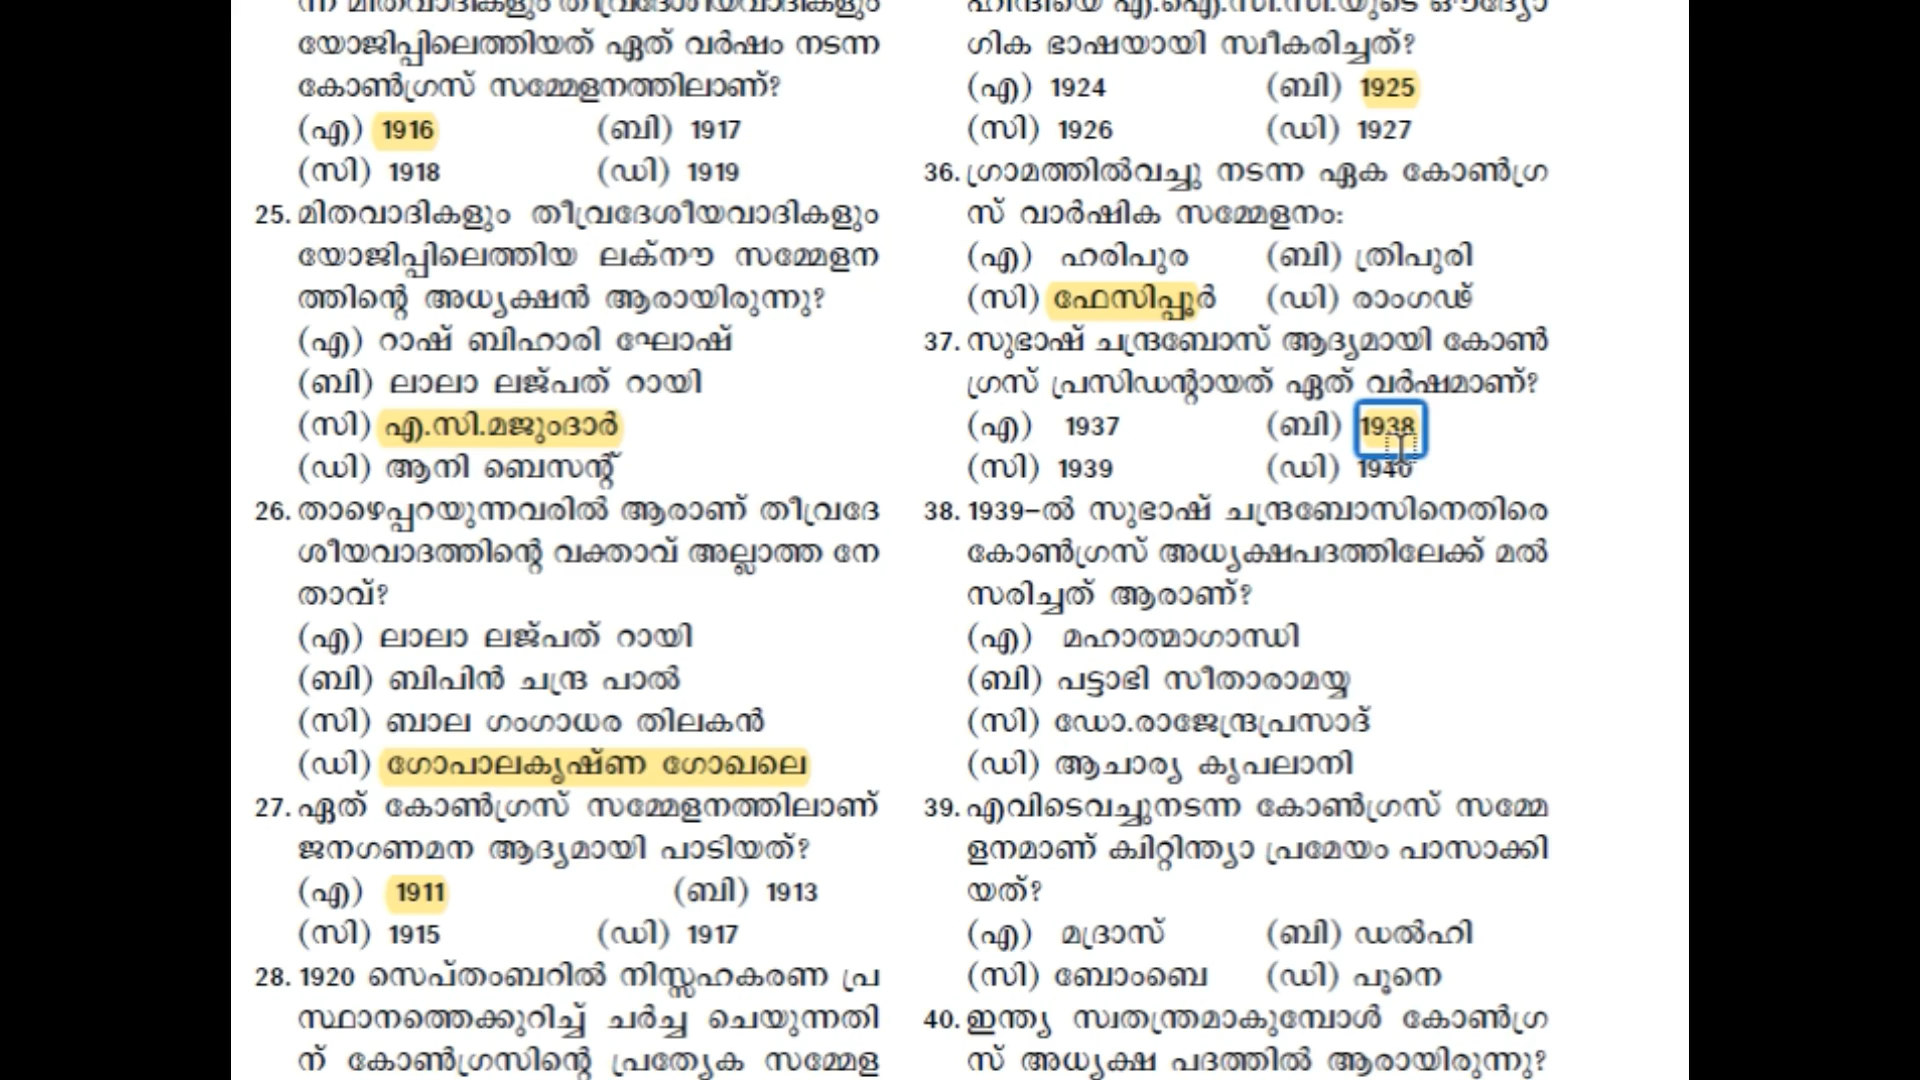 ന്ന മിതവാദികളും തീവ്രദേശീയവാദികളും
യോജിപ്പിലെത്തിയത് ഏത് വർഷം നടന്ന
കോൺഗ്രസ് സമ്മേളനത്തിലാണ്?
(എ) 1916 (ബി) 1917
(സി) 1918 (ഡി) 1919
25. മിതവാദികളും തീവ്രദേശീയവാദികളും
യോജിപ്പിലെത്തിയ ലക്നൗ സമ്മേളന
ത്തിന്റെ അധ്യക്ഷൻ ആരായിരുന്നു?
(എ) റാഷ് ബിഹാരി ഘോഷ്
(ബി) ലാലാ ലജ്പത് റായി
(സി) എ.സി.മജുംദാർ
(ഡി) ആനി ബെസന്റ്
26. താഴെപ്പറയുന്നവരിൽ ആരാണ് തീവ്രദേ
ശീയവാദത്തിന്റെ വക്താവ് അല്ലാത്ത നേ
താവ്?
(എ) ലാലാ ലജ്പത് റായി
(ബി) ബിപിൻ ചന്ദ്ര പാൽ
(സി) ബാല ഗംഗാധര തിലകൻ
(ഡി) ഗോപാലകൃഷ്ണ ഗോഖലെ
27. ഏത് കോൺഗ്രസ് സമ്മേളനത്തിലാണ്
ജനഗണമന ആദ്യമായി പാടിയത്?
(എ) 1911 (ബി) 1913
(സി) 1915 (ഡി) 1917
28. 1920 സെപ്തംബറിൽ നിസ്സഹകരണ പ്ര
സ്ഥാനത്തെക്കുറിച്ച് ചർച്ച ചെയുന്നതി
ന് കോൺഗ്രസിന്റെ പ്രത്യേക സമ്മേള
ഹിന്ദിയെ എ.ഐ.സി.സി.യുടെ ഔദ്യോ
ഗിക ഭാഷയായി സ്വീകരിച്ചത്?
(എ) 1924 (ബി) 1925
(സി) 1926 (ഡി) 1927
36. ഗ്രാമത്തിൽവച്ചു നടന്ന ഏക കോൺഗ്ര
സ് വാർഷിക സമ്മേളനം:
(എ) ഹരിപുര (ബി) ത്രിപുരി
(സി) ഫേസിപ്പൂർ (ഡി) രാംഗഢ്
37. സുഭാഷ് ചന്ദ്രബോസ് ആദ്യമായി കോൺ
ഗ്രസ് പ്രസിഡന്റായത് ഏത് വർഷമാണ്?
(എ) 1937 (ബി) 1938
(സി) 1939 (ഡി) 1940
38. 1939-ൽ സുഭാഷ് ചന്ദ്രബോസിനെതിരെ
കോൺഗ്രസ് അധ്യക്ഷപദത്തിലേക്ക് മൽ
സരിച്ചത് ആരാണ്?
(എ) മഹാത്മാഗാന്ധി
(ബി) പട്ടാഭി സീതാരാമയ്യ
(സി) ഡോ.രാജേന്ദ്രപ്രസാദ്
(ഡി) ആചാര്യ കൃപലാനി
39. എവിടെവച്ചുനടന്ന കോൺഗ്രസ് സമ്മേ
ളനമാണ് ക്വിറ്റിന്ത്യാ പ്രമേയം പാസാക്കി
യത്?
(എ) മദ്രാസ് (ബി) ഡൽഹി
(സി) ബോംബെ (ഡി) പൂനെ
40. ഇന്ത്യ സ്വതന്ത്രമാകുമ്പോൾ കോൺഗ്ര
സ് അധ്യക്ഷ പദത്തിൽ ആരായിരുന്നു?